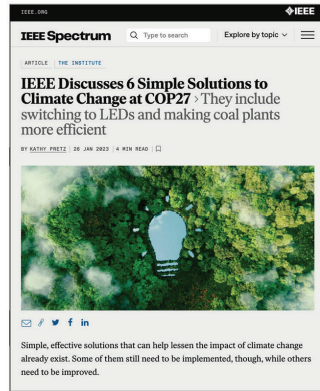 IEEE.ORG
IEEE
IEEE Spectrum
Type to search
Explore by topic
ARTICLE THE INSTITUTE
IEEE Discusses 6 Simple Solutions to
Climate Change at COP27 > They include
switching to LEDs and making coal plants
more efficient
BY KATHY PRETZ 26 JAN 2023 4 MIN READ
Simple, effective solutions that can help lessen the impact of climate change
already exist. Some of them still need to be implemented, though, while others
need to be improved.